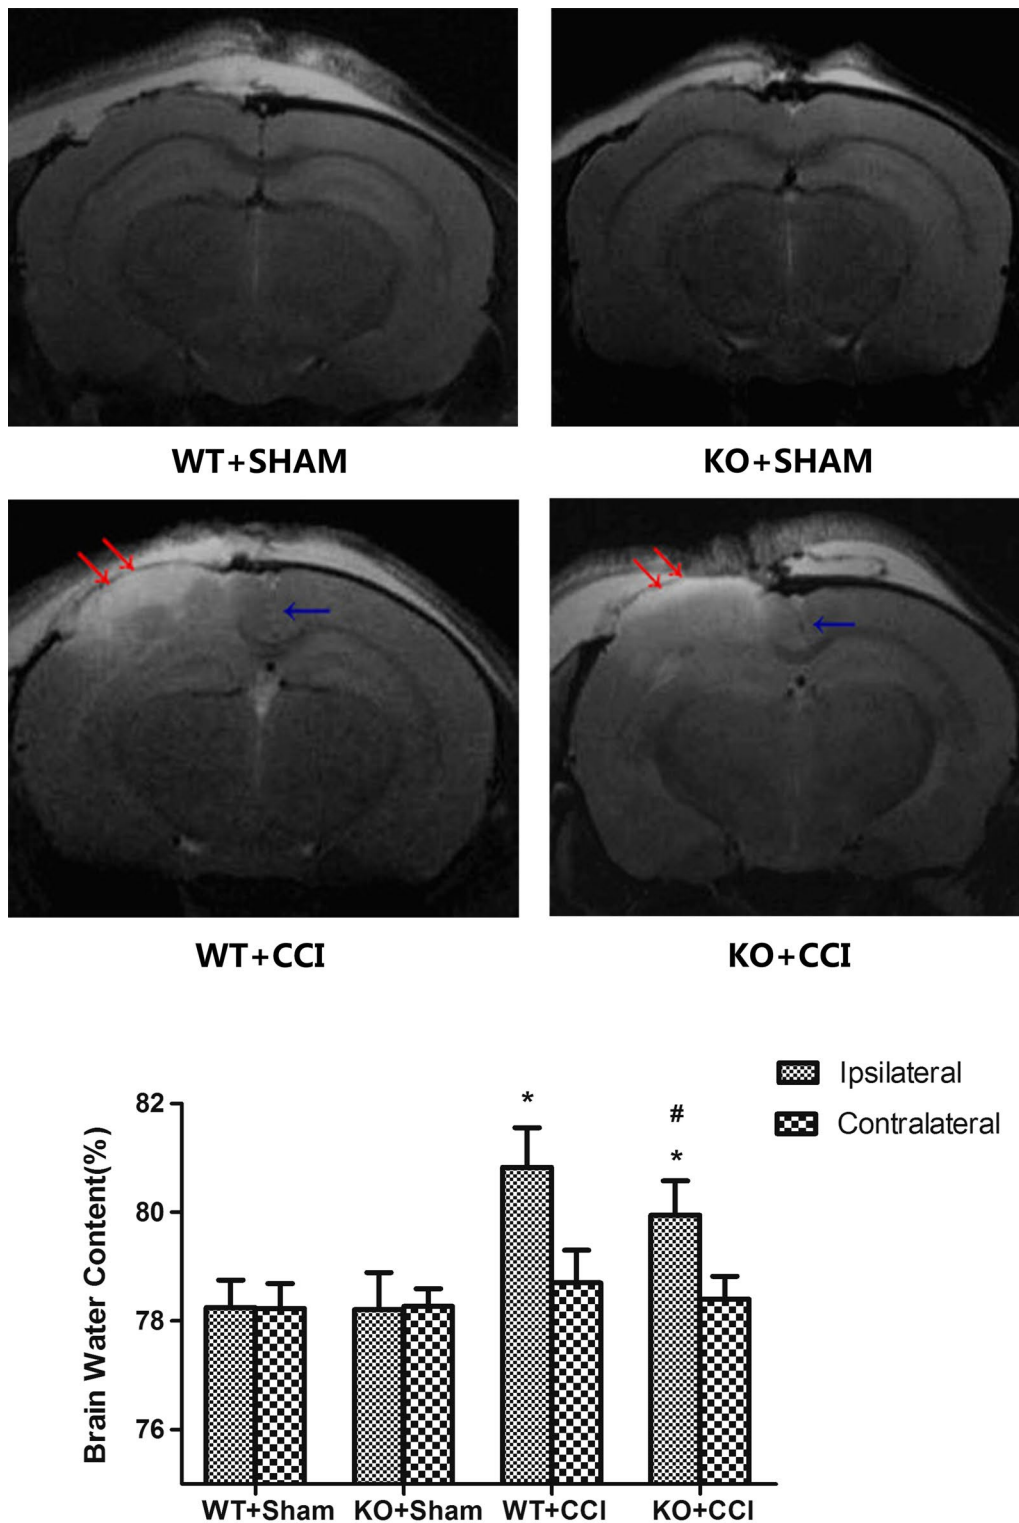 WT+SHAM
KO+SHAM
WT+CCI
KO+CCI
Ipsilateral
Contralateral
Brain Water Content(%)
82
80
78
76
*
#
*
WT+Sham
KO+Sham
WT+CCI
KO+CCI